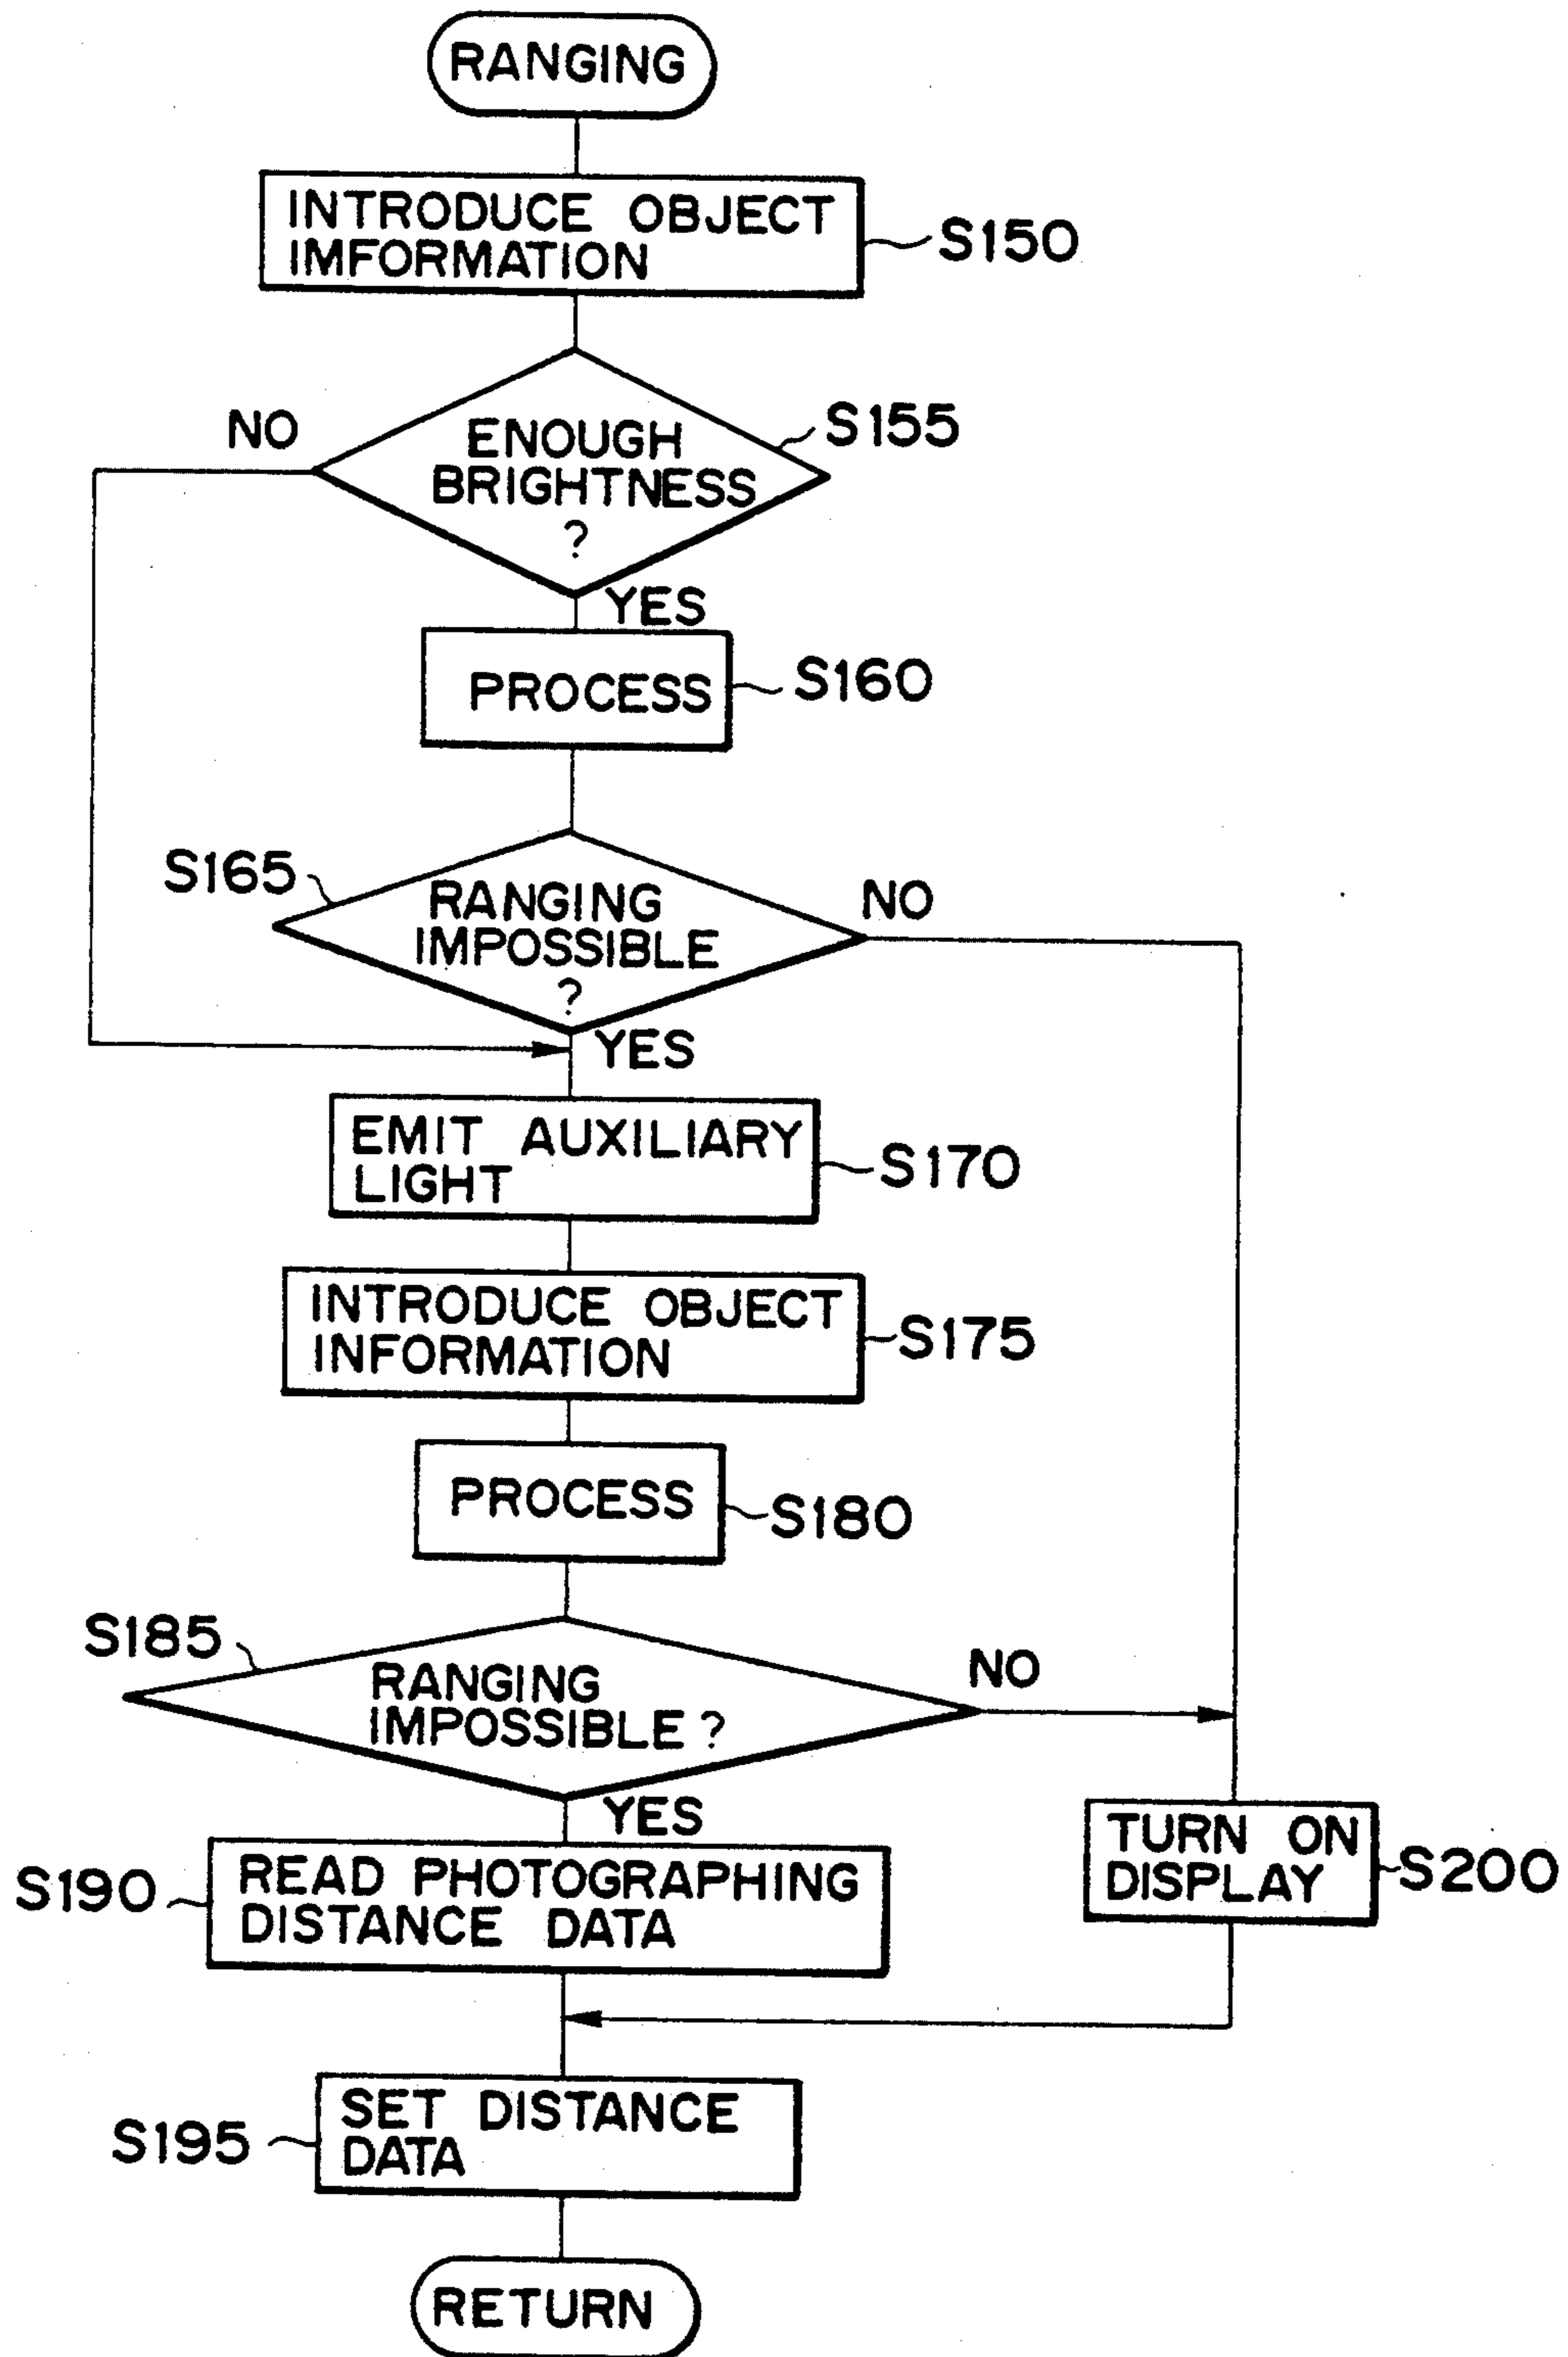 RANGING
INTRODUCE OBJECT
IMFORMATION
S150
NO
ENOUGH
BRIGHTNESS
?
S155
YES
PROCESS
S160
S165
RANGING
IMPOSSIBLE
?
NO
YES
EMIT AUXILIARY
LIGHT
S170
INTRODUCE OBJECT
INFORMATION
S175
PROCESS
S180
S185
RANGING
IMPOSSIBLE ?
NO
YES
S190
READ PHOTOGRAPHING
DISTANCE DATA
TURN ON
DISPLAY
S200
S195
SET DISTANCE
DATA
RETURN